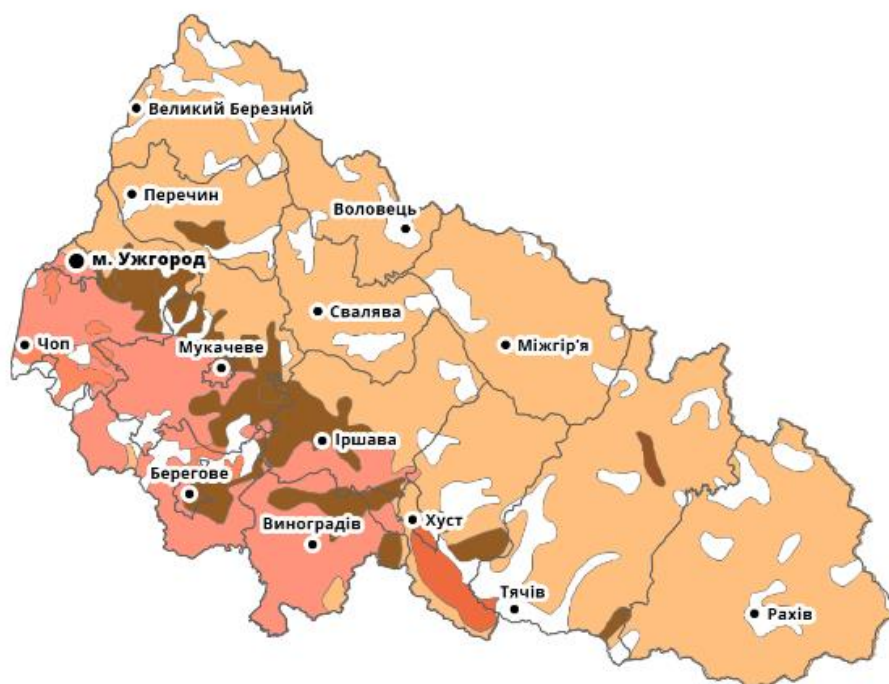 Великий Березний
Перечин
Воловець
м. Ужгород
Свалява
Чоп
Міжгір'я
Мукачеве
Іршава
Берегове
Виноградів
Хуст
Тячів
Рахів